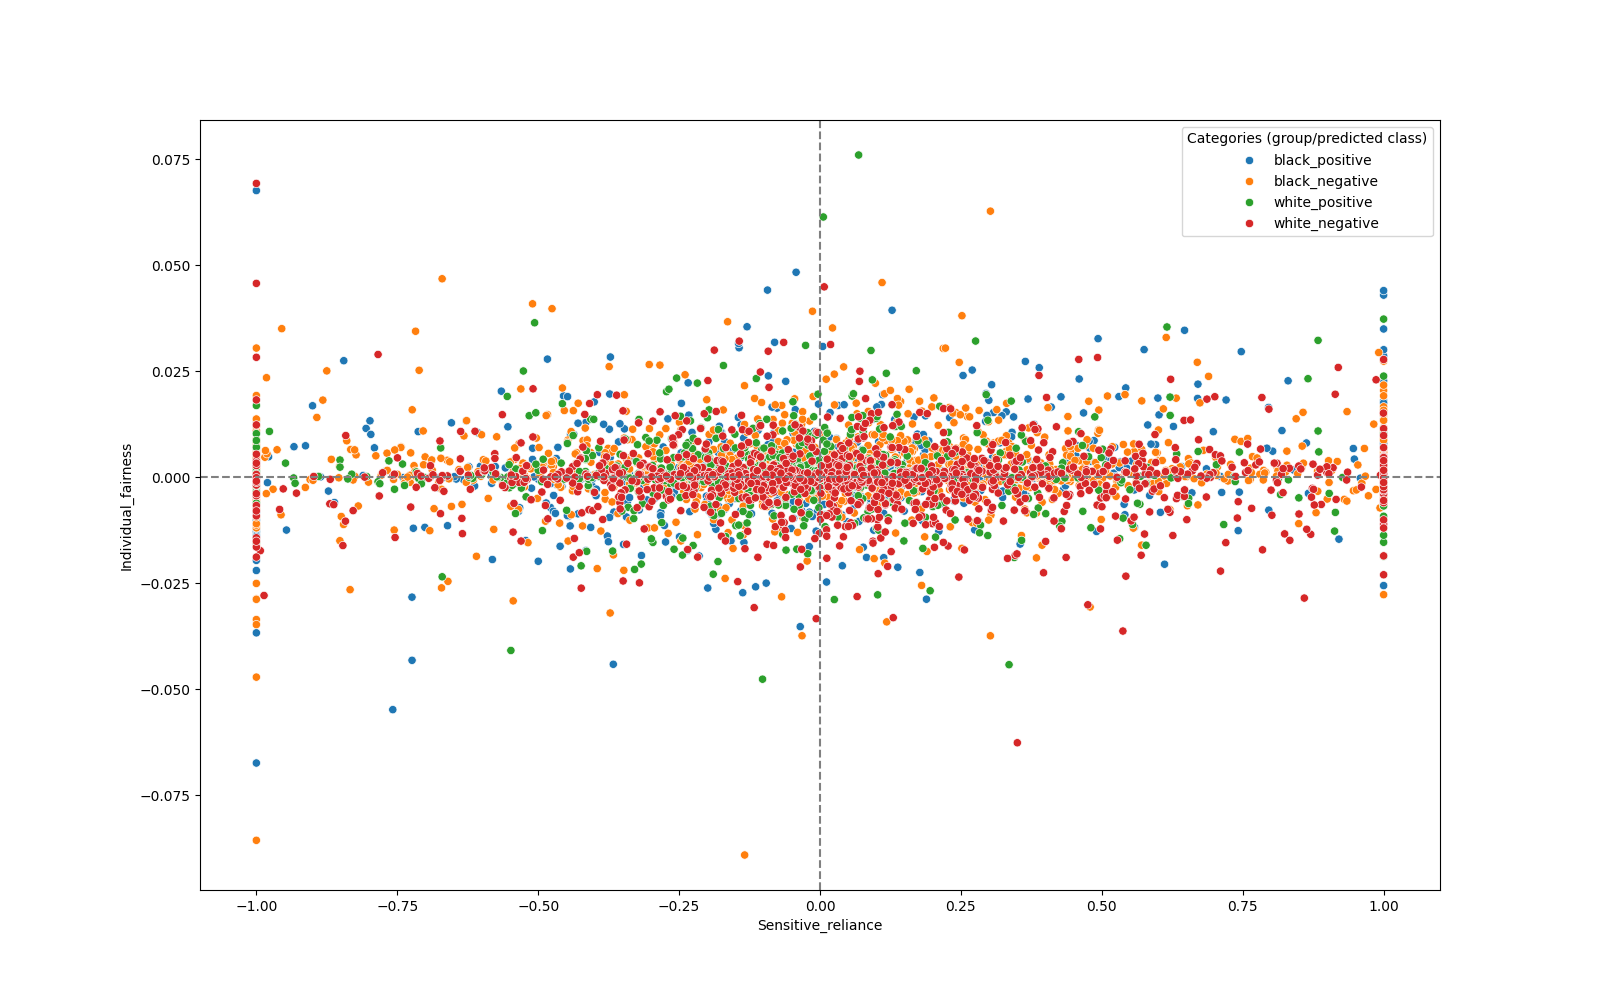 Categories (group/predicted class)
black_positive
black_negative
white_positive
white_negative
0.075
0.050
0.025
0.000
−0.025
−0.050
−0.075
Individual_fairness
−1.00
−0.75
−0.50
−0.25
0.00
0.25
0.50
0.75
1.00
Sensitive_reliance